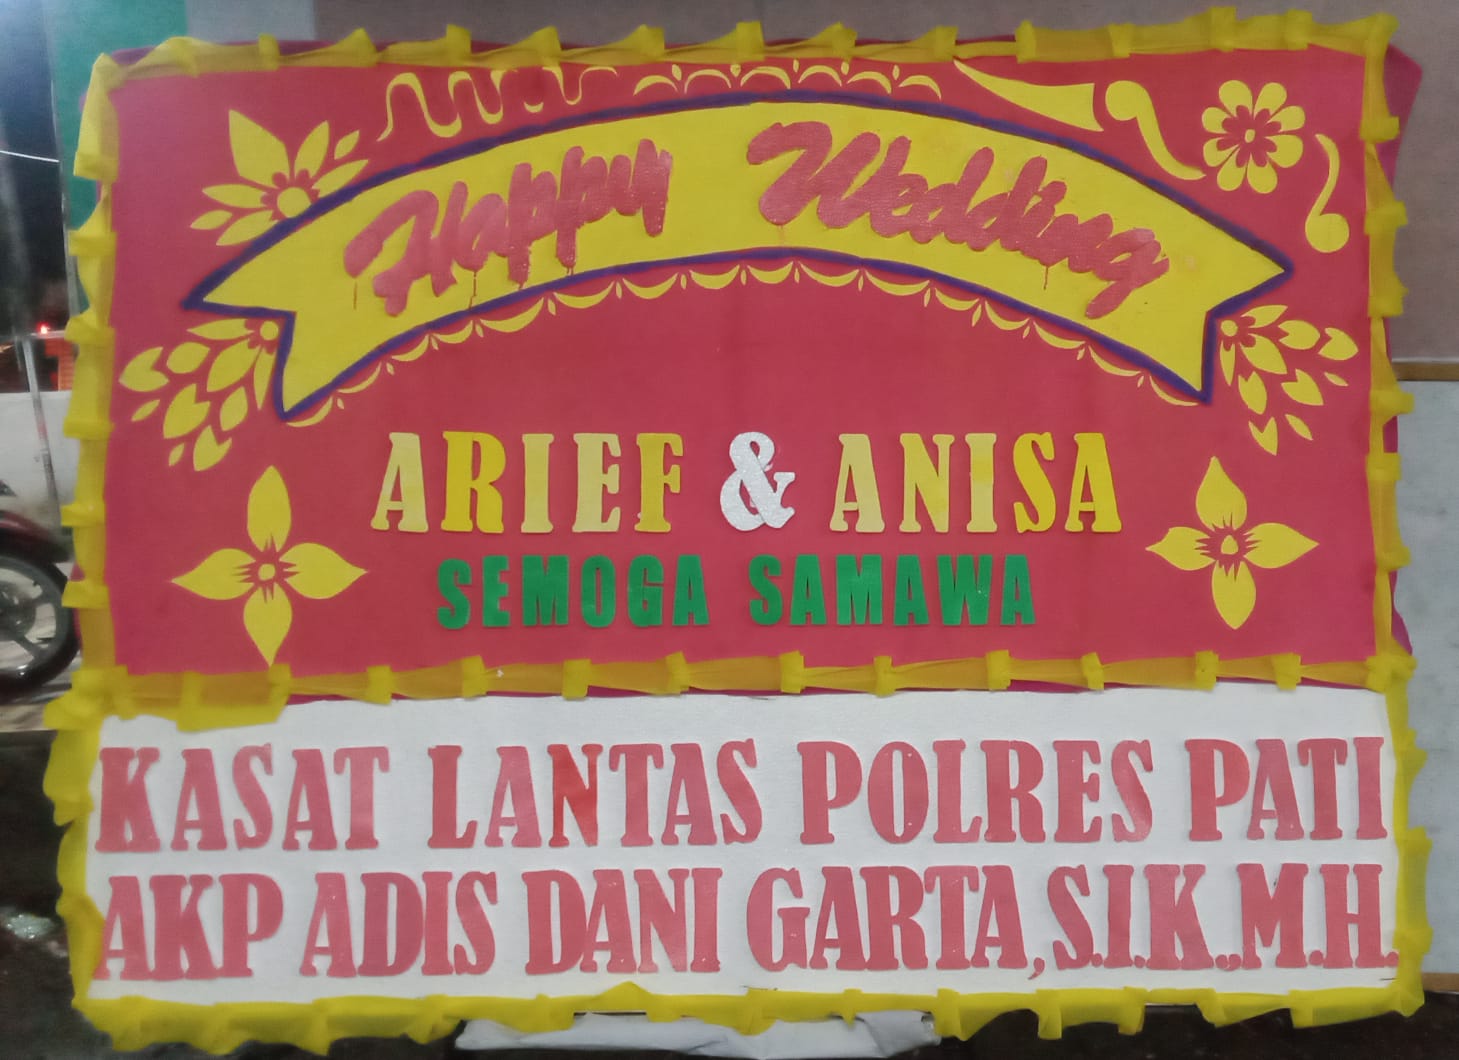 Happy Wedding
ARIEF & ANISA
SEMOGA SAMAWA
KASAT LANTAS POLRES PATI
AKP ADIS DANI GARTA, S.I.K., M.H.